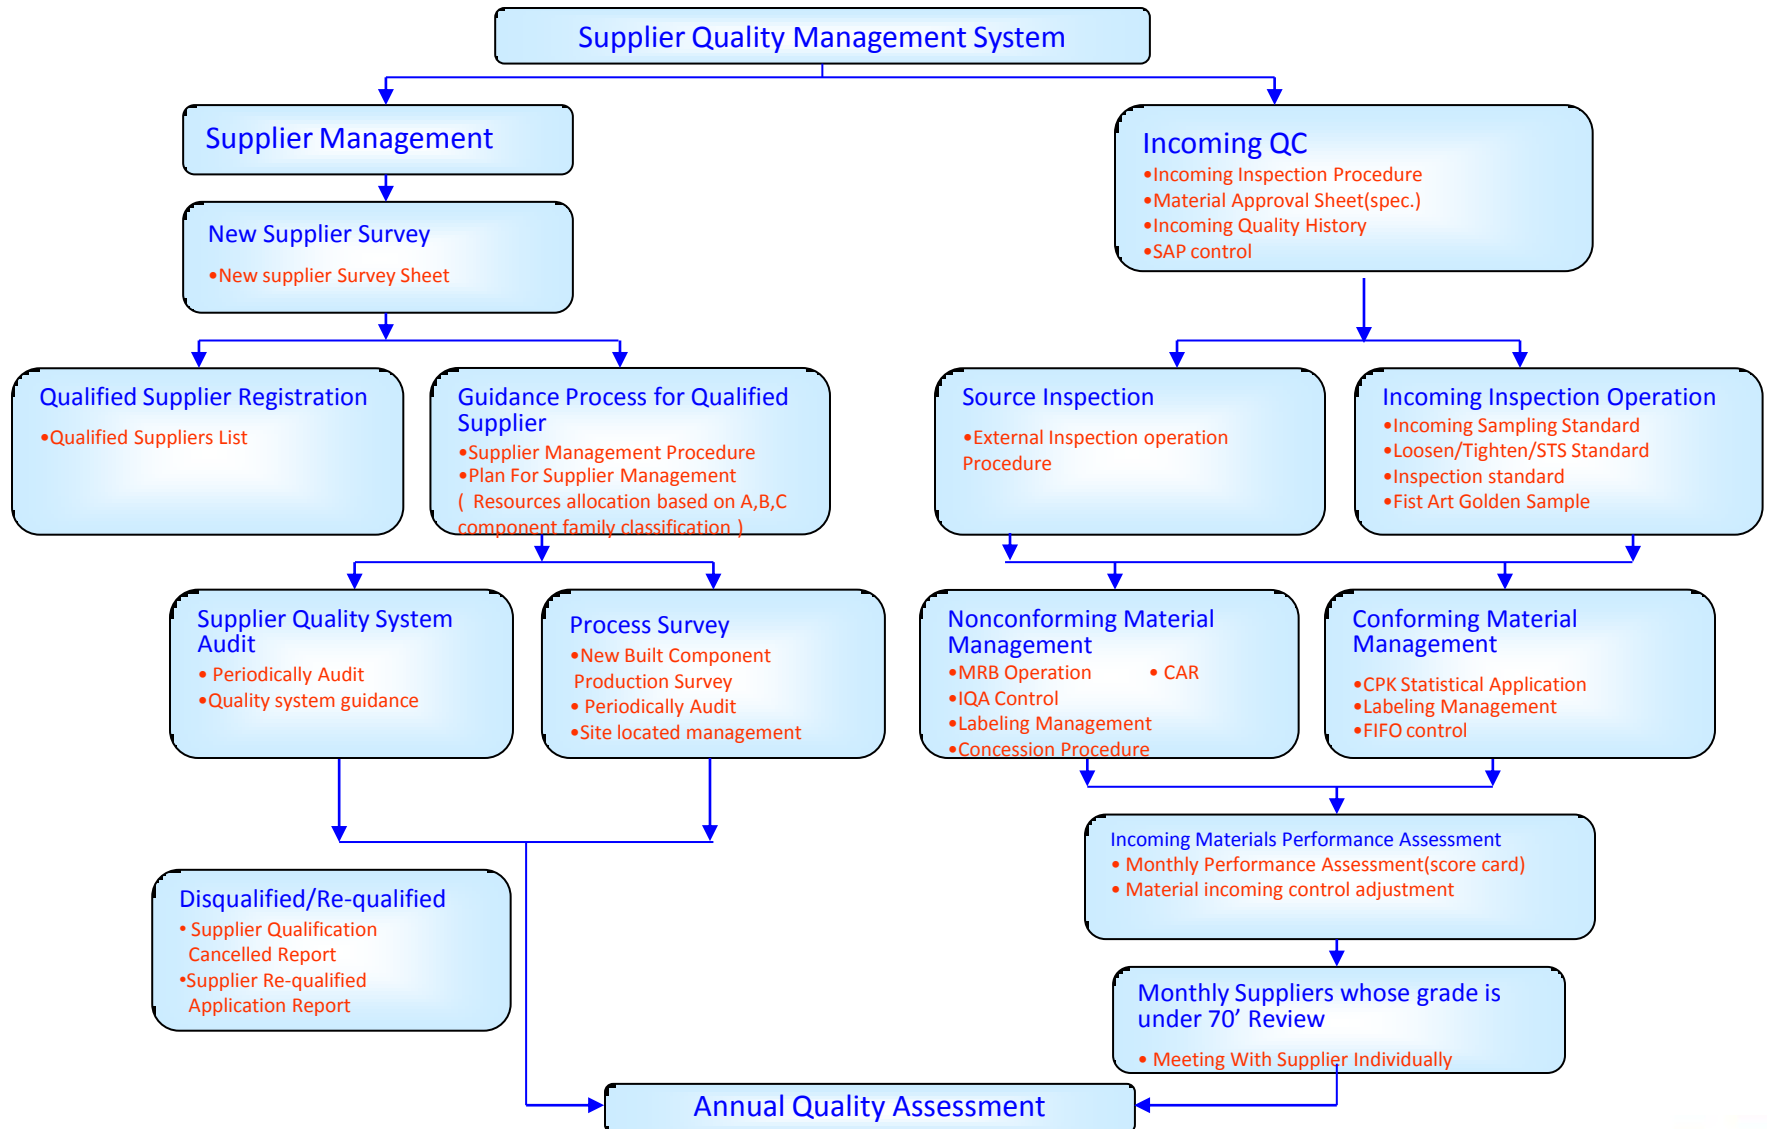 Supplier Quality Management System
Supplier Management
Incoming QC
•Incoming Inspection Procedure
•Material Approval Sheet(spec.)
•Incoming Quality History
•SAP control
New Supplier Survey
•New supplier Survey Sheet
Qualified Supplier Registration
•Qualified Suppliers List
Guidance Process for Qualified
Supplier
•Supplier Management Procedure
•Plan For Supplier Management
( Resources allocation based on A,B,C
component family classification )
Source Inspection
•External Inspection operation
Procedure
Incoming Inspection Operation
•Incoming Sampling Standard
•Loosen/Tighten/STS Standard
•Inspection standard
•Fist Art Golden Sample
Supplier Quality System
Audit
• Periodically Audit
•Quality system guidance
Process Survey
•New Built Component
Production Survey
• Periodically Audit
•Site located management
Nonconforming Material
Management
•MRB Operation • CAR
•IQA Control
•Labeling Management
•Concession Procedure
Conforming Material
Management
•CPK Statistical Application
•Labeling Management
•FIFO control
Incoming Materials Performance Assessment
• Monthly Performance Assessment(score card)
• Material incoming control adjustment
Disqualified/Re-qualified
• Supplier Qualification
Cancelled Report
•Supplier Re-qualified
Application Report
Monthly Suppliers whose grade is
under 70’ Review
• Meeting With Supplier Individually
Annual Quality Assessment